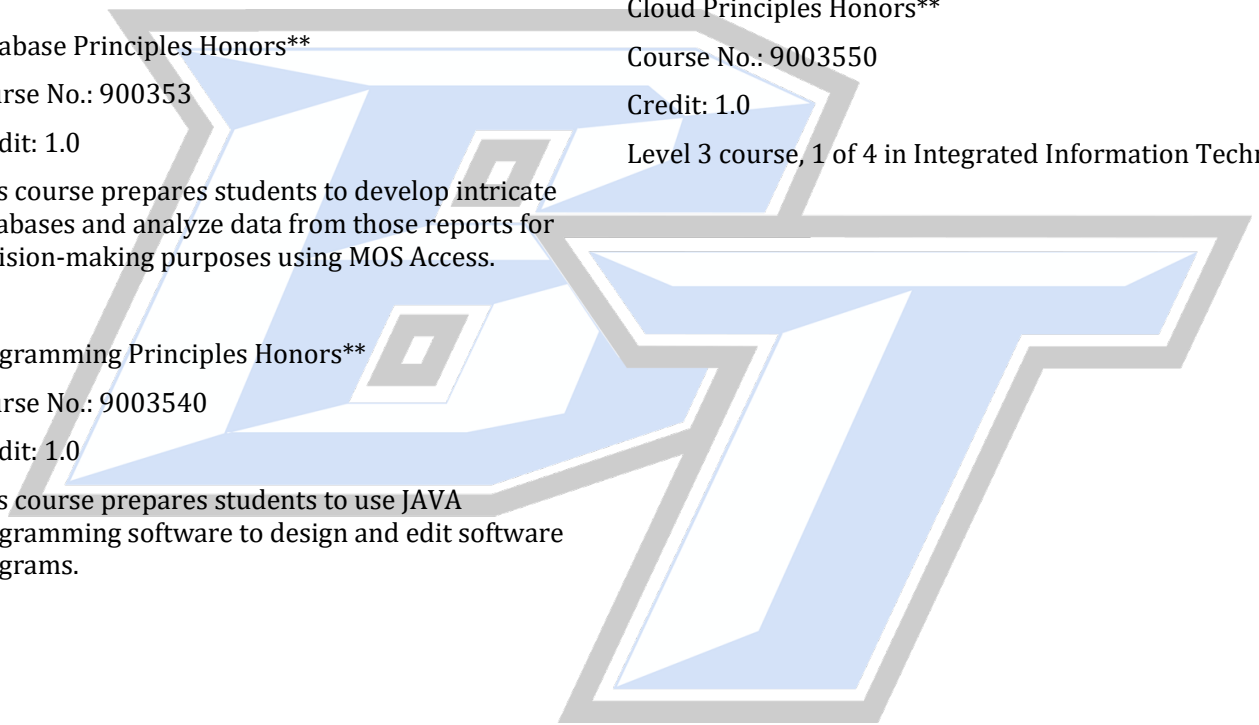 abase Principles Honors**
urse No.: 900353
dit: 1.0
s course prepares students to develop intricate
abases and analyze data from those reports for
ision-making purposes using MOS Access.
gramming Principles Honors**
urse No.: 9003540
dit: 1.0
s course prepares students to use JAVA
gramming software to design and edit software
grams.
Cloud Principles Honors**
Course No.: 9003550
Credit: 1.0
Level 3 course, 1 of 4 in Integrated Information Techn
BT